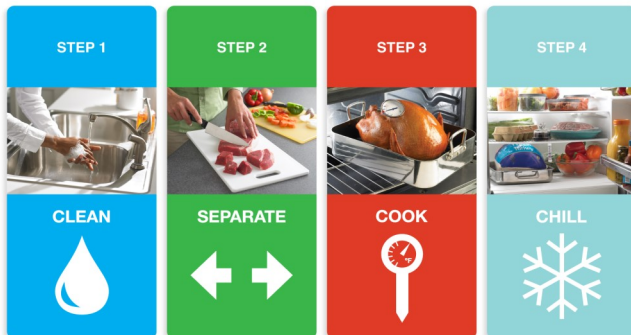 STEP 1
CLEAN
STEP 2
SEPARATE
STEP 3
COOK
°F
STEP 4
CHILL